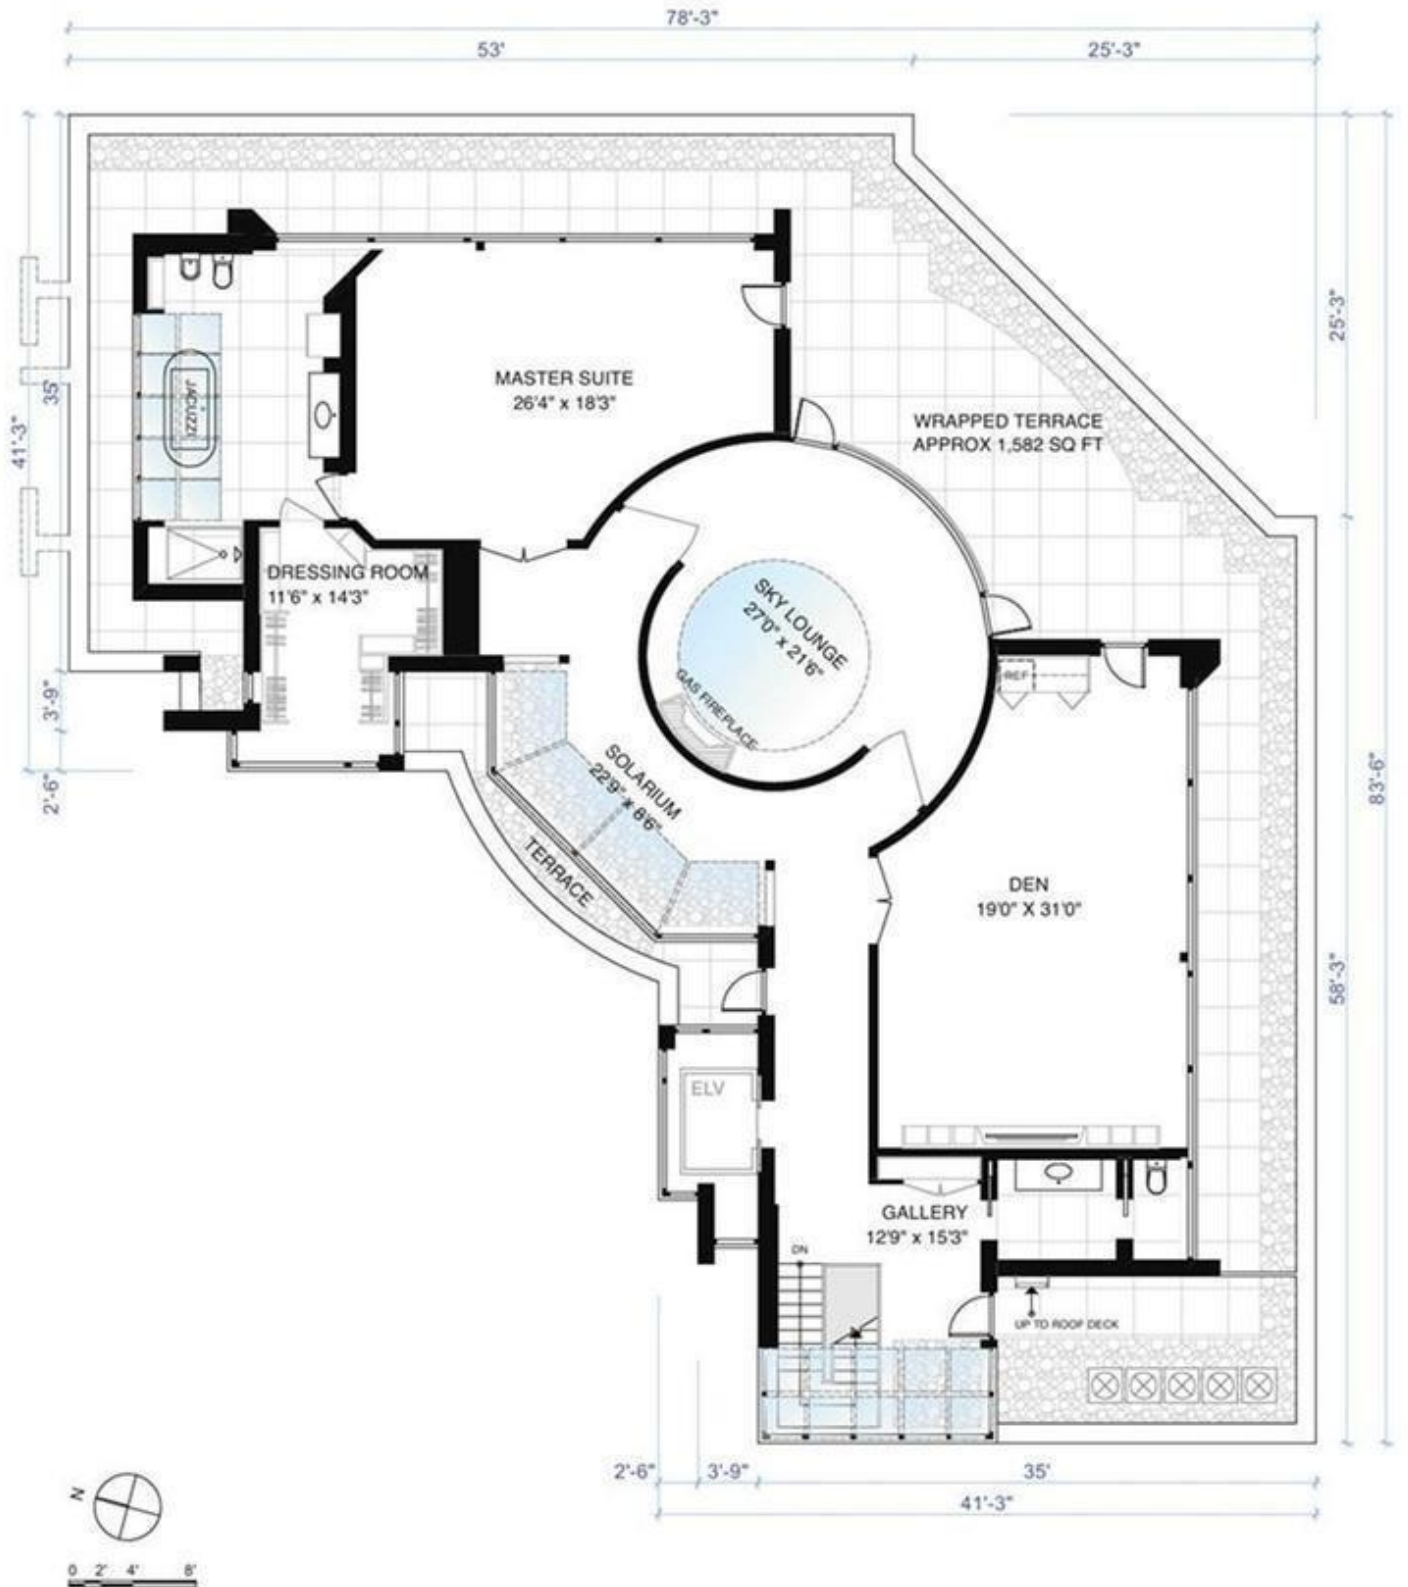 78'-3"
53'
25'-3"
25'-3"
35'
41'-3"
MASTER SUITE
26'4" x 18'3"
JACUZZI
WRAPPED TERRACE
APPROX 1,582 SQ FT
DRESSING ROOM
11'6" x 14'3"
SKY LOUNGE
27'0" x 21'6"
GAS FIREPLACE
REF
3'-9"
2'-6"
SOLARIUM
22'9" x 8'6"
TERRACE
83'-6"
DEN
19'0" X 31'0"
58'-3"
ELV
GALLERY
12'9" x 15'3"
DN
UP TO ROOF DECK
2'-6"
3'-9"
35'
41'-3"
N
0 2' 4' 8'